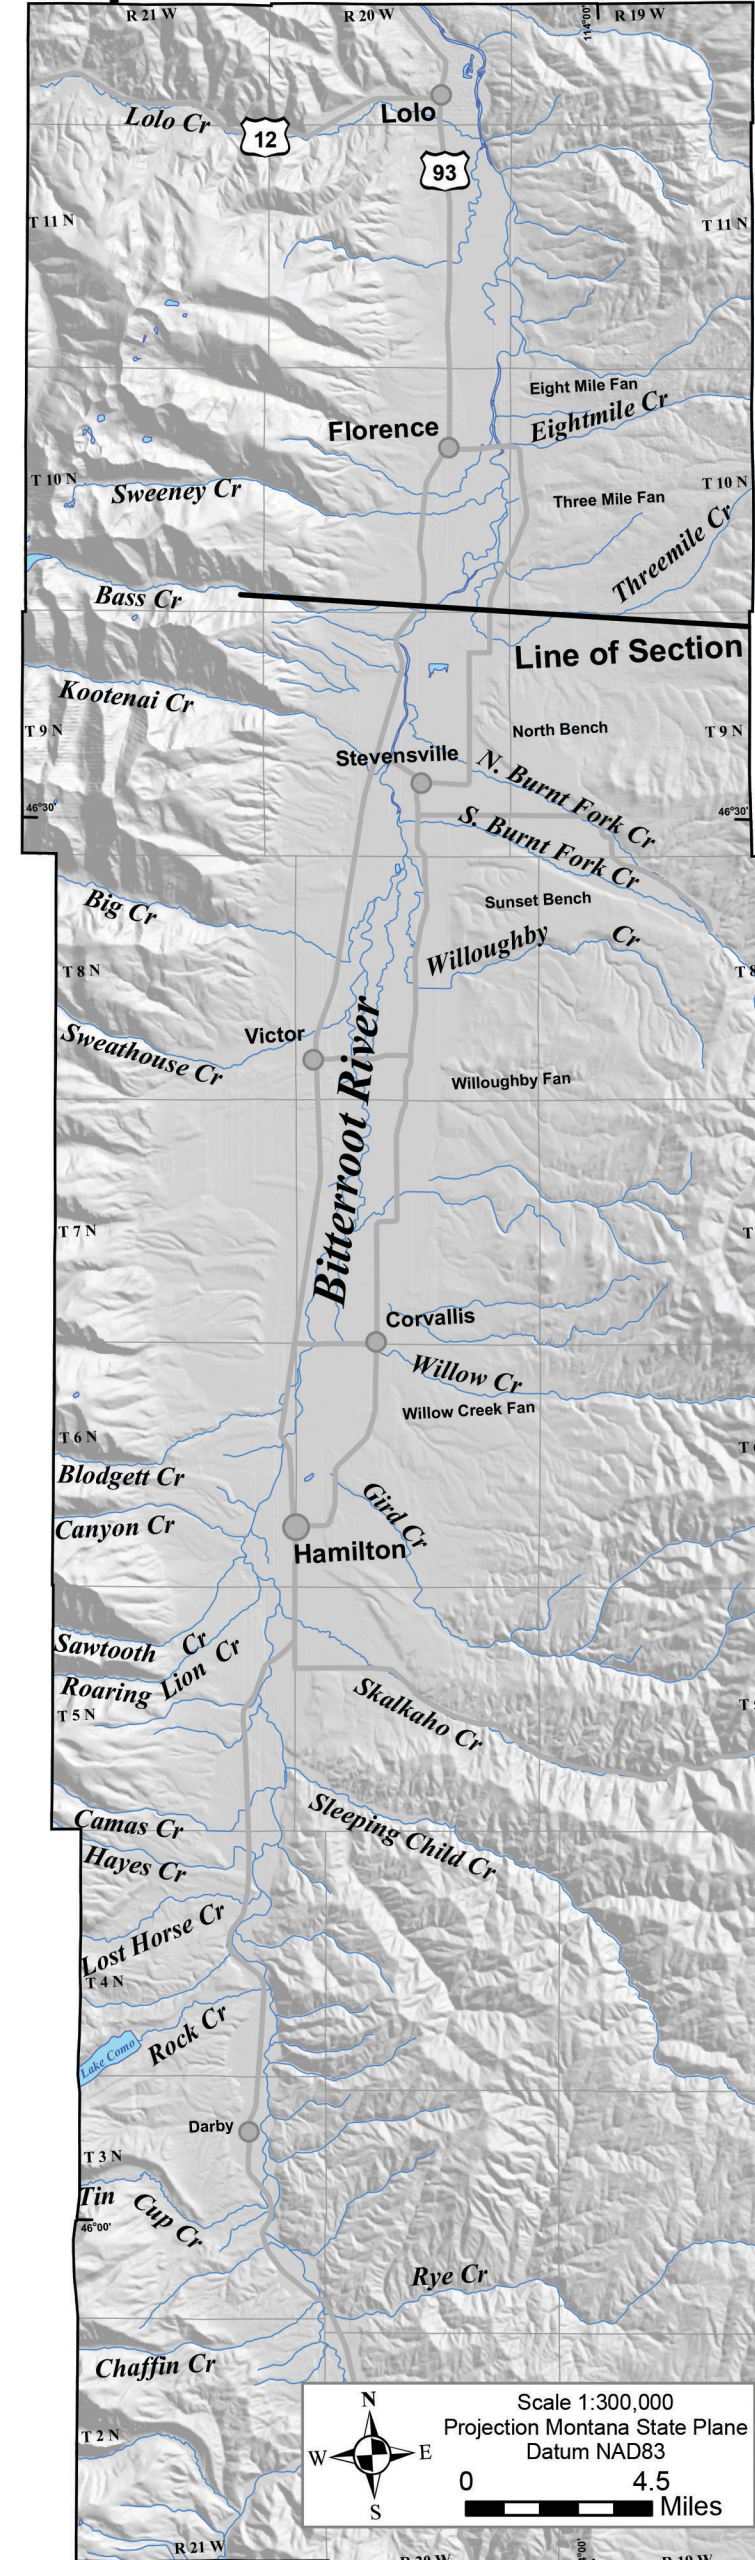 R 21 W
R 20 W
114°00'
R 19 W
Lolo Cr
12
Lolo
93
T 11 N
T 11 N
Eight Mile Fan
Eightmile Cr
Florence
T 10 N
Sweeney Cr
T 10 N
Three Mile Fan
Threemile Cr
Bass Cr
Line of Section
Kootenai Cr
T 9 N
North Bench
T 9 N
Stevensville
N. Burnt Fork Cr
46°30'
46°30'
S. Burnt Fork Cr
Big Cr
Sunset Bench
Willoughby Cr
T 8 N
T 8
Victor
Sweathouse Cr
Bitterroot River
Willoughby Fan
T 7 N
T
Corvallis
Willow Cr
Willow Creek Fan
T 6 N
Blodgett Cr
Canyon Cr
Gird Cr
Hamilton
Sawtooth Cr
Roaring Lion Cr
T 5 N
Skalkaho Cr
Camas Cr
Sleeping Child Cr
Hayes Cr
Lost Horse Cr
T 4 N
Rock Cr
Lake Como
Darby
T 3 N
Tin Cup Cr
46°00'
Rye Cr
Chaffin Cr
T 2 N
N
W
E
S
Scale 1:300,000
Projection Montana State Plane
Datum NAD83
0
4.5
Miles
R 21 W